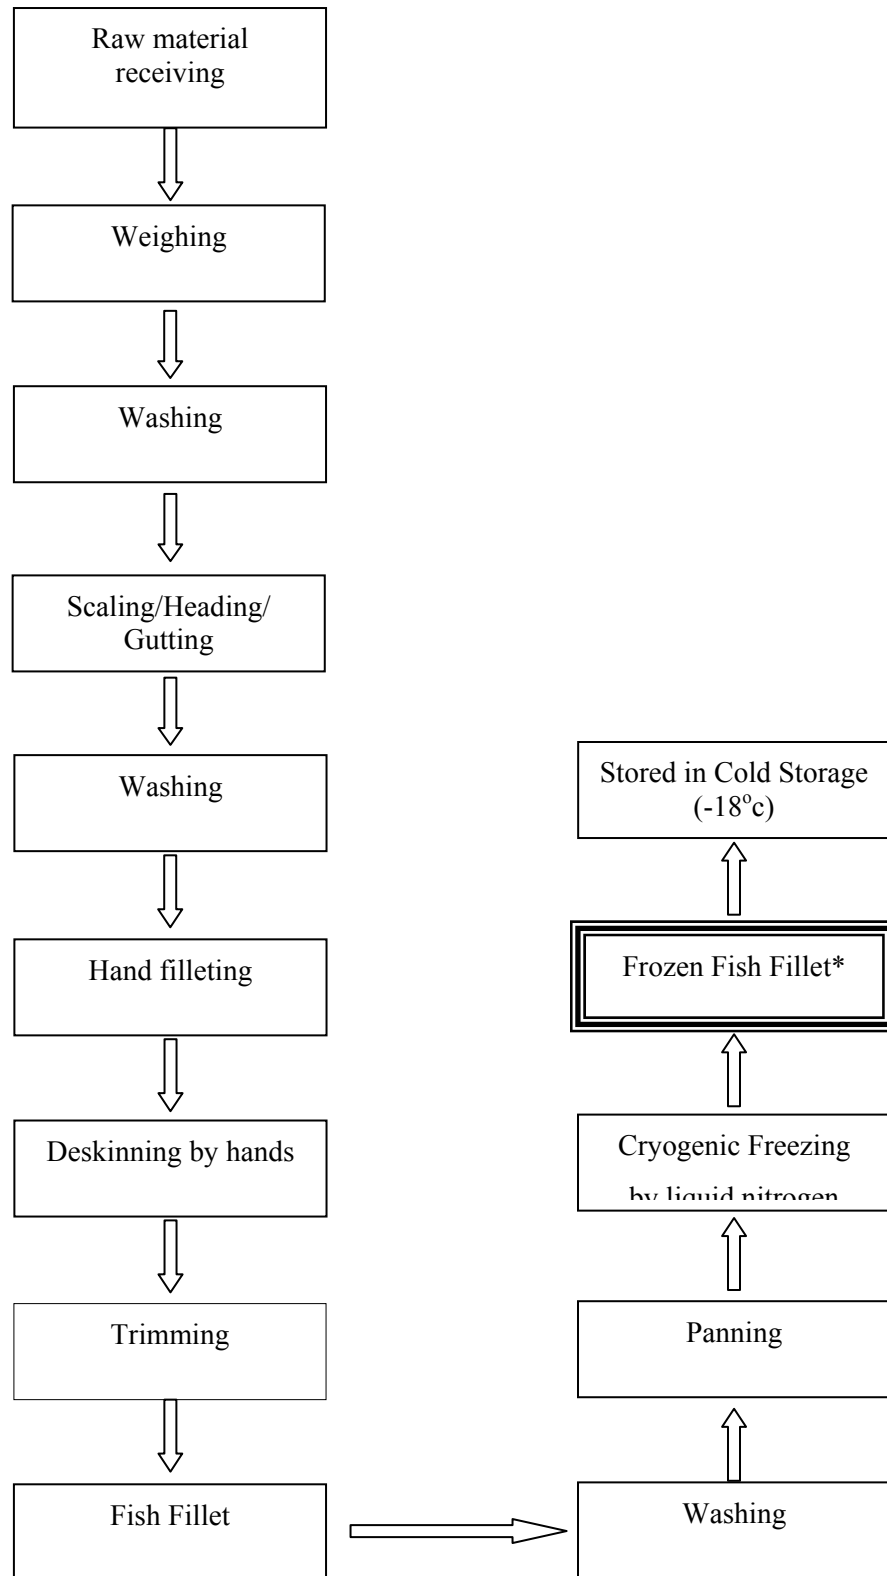 Raw material
receiving
Weighing
Washing
Scaling/Heading/
Gutting
Washing
Hand filleting
Deskinning by hands
Trimming
Fish Fillet
Washing
Panning
Cryogenic Freezing
by liquid nitrogen
Frozen Fish Fillet*
Stored in Cold Storage
(-18°c)